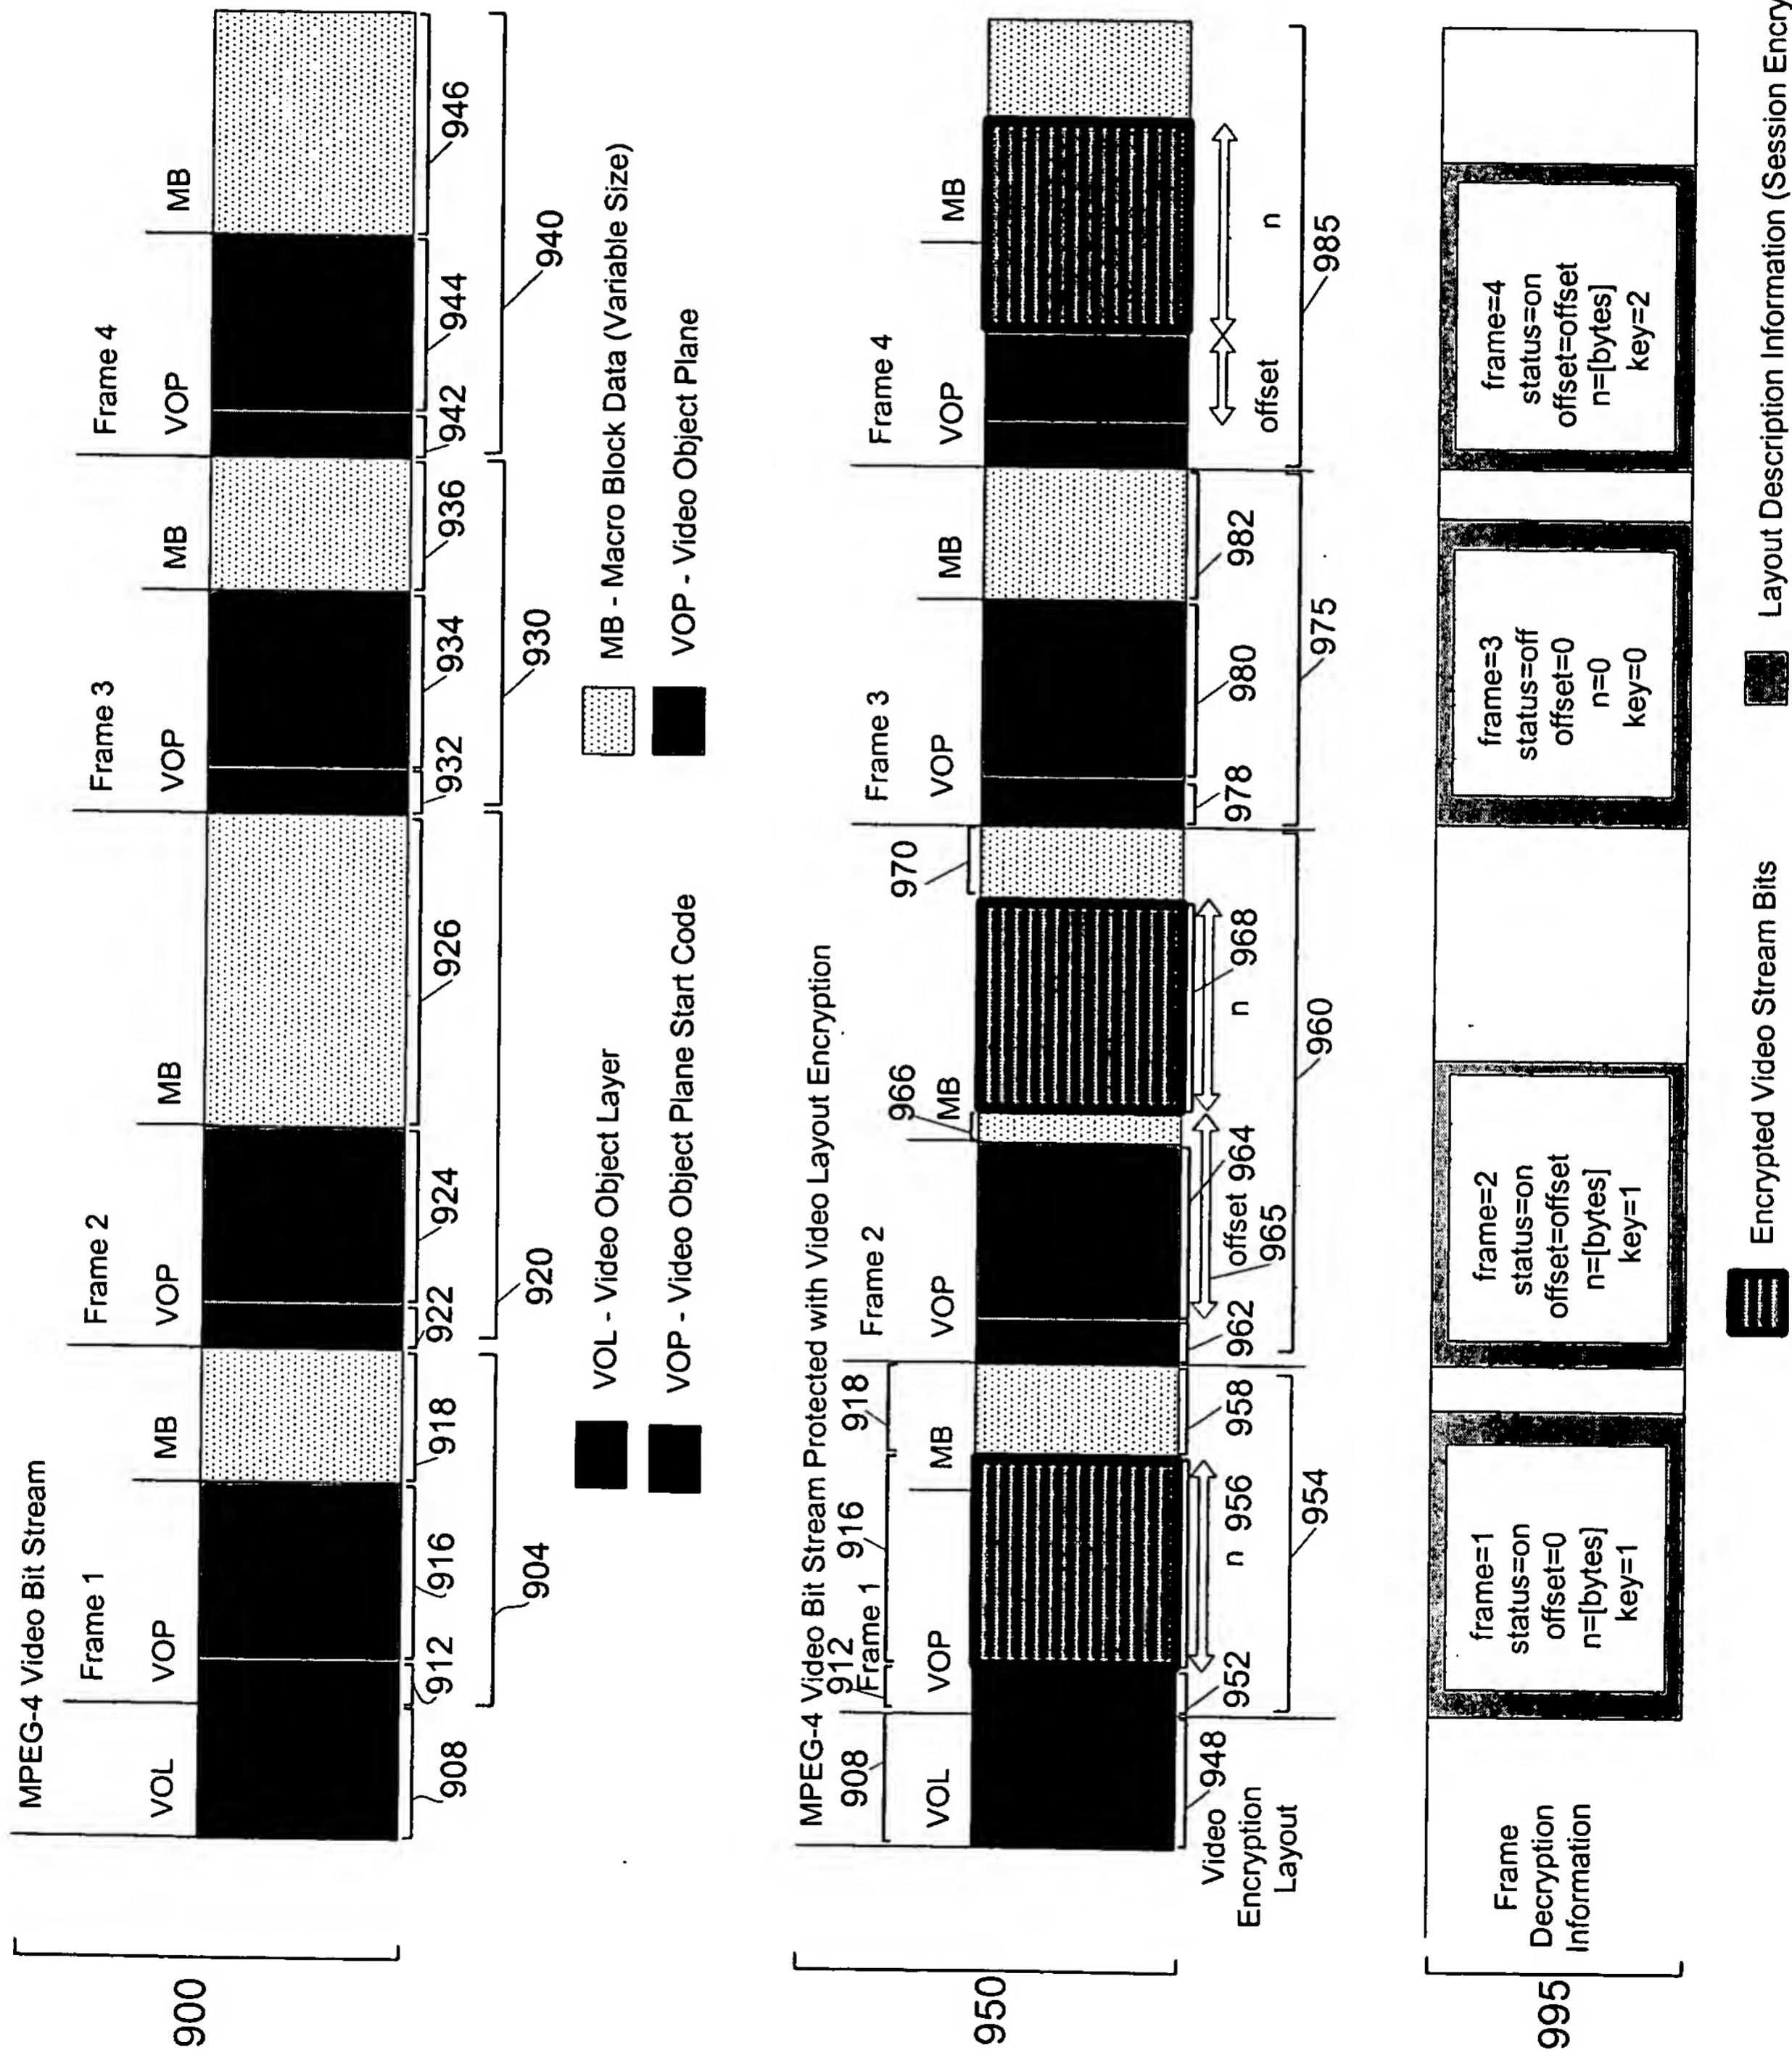 900
MPEG-4 Video Bit Stream
Frame 1
Frame 2
Frame 3
Frame 4
VOL
VOP
MB
VOP
MB
VOP
MB
VOP
MB
908
912
916
918
922
924
926
932
934
936
942
944
946
904
920
930
940
VOL - Video Object Layer
MB - Macro Block Data (Variable Size)
VOP - Video Object Plane Start Code
VOP - Video Object Plane
950
MPEG-4 Video Bit Stream Protected with Video Layout Encryption
908
912
916
918
Frame 1
Frame 2
Frame 3
Frame 4
966
970
VOL
VOP
MB
VOP
MB
VOP
MB
VOP
MB
Video
Encryption
Layout
948
952
n
956
958
962
offset
964
965
n
968
978
980
982
offset
n
954
960
975
985
995
Frame
Decryption
Information
frame=1
status=on
offset=0
n=[bytes]
key=1
frame=2
status=on
offset=offset
n=[bytes]
key=1
frame=3
status=off
offset=0
n=0
key=0
frame=4
status=on
offset=offset
n=[bytes]
key=2
Encrypted Video Stream Bits
Layout Description Information (Session Encry